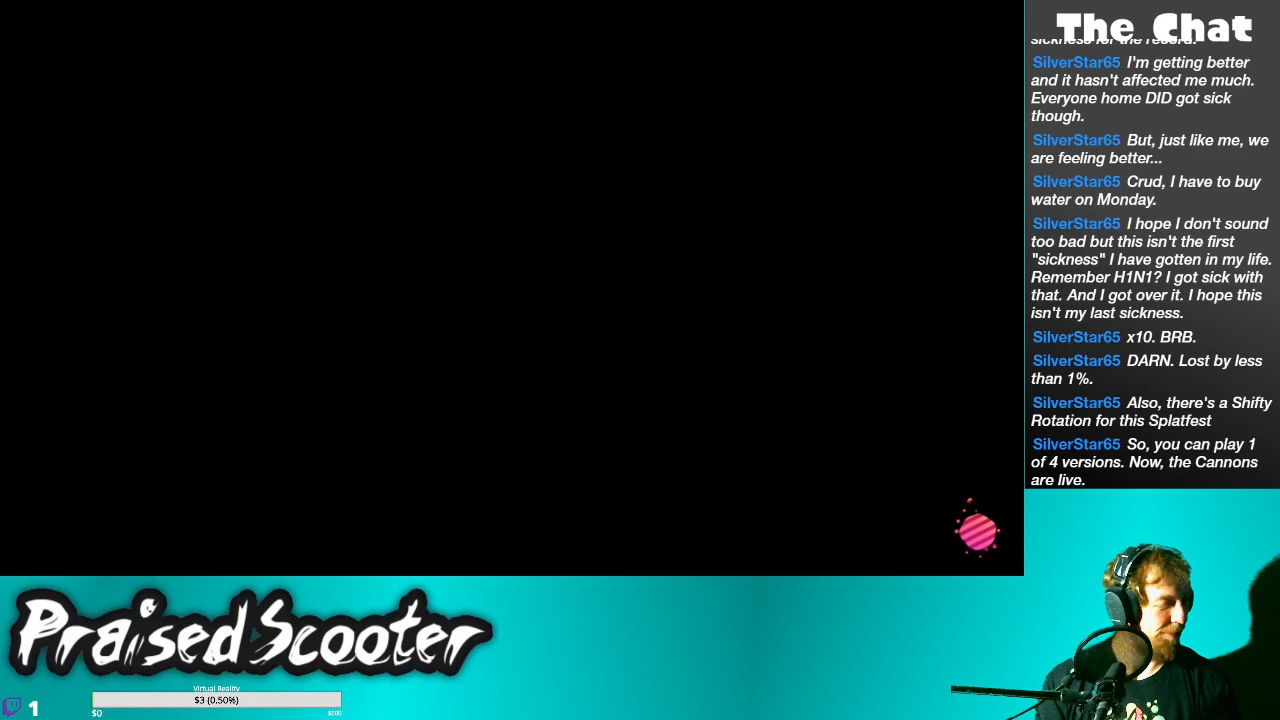 The Chat
sickness for the record.
SilverStar65 I'm getting better
and it hasn't affected me much.
Everyone home DID got sick
though.
SilverStar65 But, just like me, we
are feeling better...
SilverStar65 Crud, I have to buy
water on Monday.
SilverStar65 I hope I don't sound
too bad but this isn't the first
"sickness" I have gotten in my life.
Remember H1N1? I got sick with
that. And I got over it. I hope this
isn't my last sickness.
SilverStar65 x10. BRB.
SilverStar65 DARN. Lost by less
than 1%.
SilverStar65 Also, there's a Shifty
Rotation for this Splatfest
SilverStar65 So, you can play 1
of 4 versions. Now, the Cannons
are live.
PraisedScooter
Virtual Reality
$3 (0.50%)
1
$0